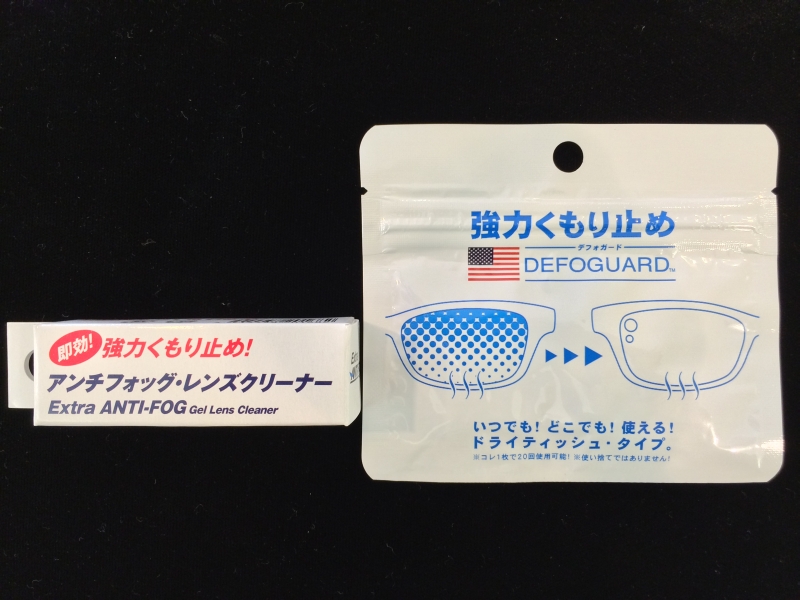 即効!
強力くもり止め!
アンチフォッグ・レンズクリーナー
Extra ANTI-FOG Gel Lens Cleaner
強力くもり止め
デフォガード
DEFOGUARD™
いつでも! どこでも! 使える!
ドライティッシュ・タイプ。
※コレ1枚で20回使用可能! ※使い捨てではありません!